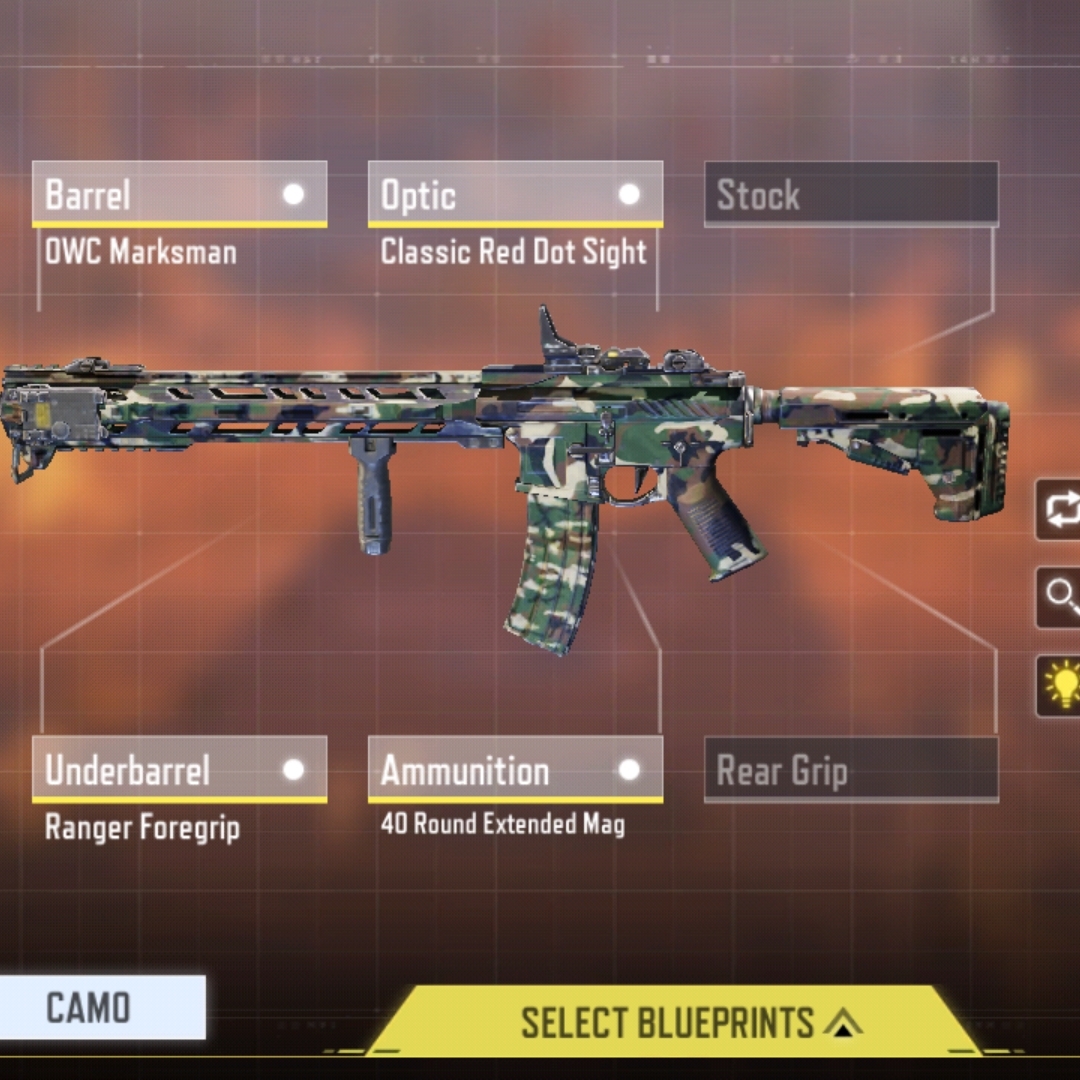 Barrel
OWC Marksman
Optic
Classic Red Dot Sight
Stock
Underbarrel
Ranger Foregrip
Ammunition
40 Round Extended Mag
Rear Grip
CAMO
SELECT BLUEPRINTS